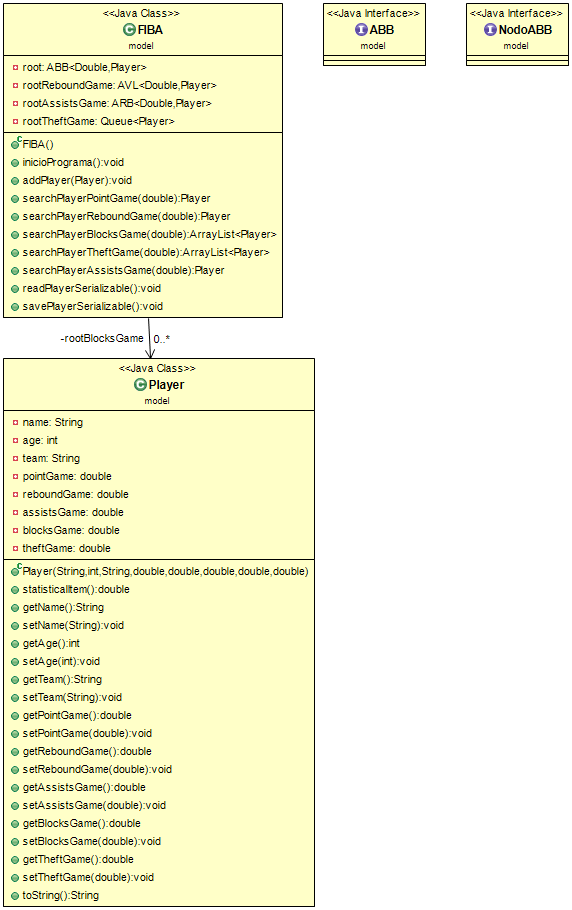 <<Java Class>>
FIBA
model
root: ABB<Double,Player>
rootReboundGame: AVL<Double,Player>
rootAssistsGame: ARB<Double,Player>
rootTheftGame: Queue<Player>
FIBA()
inicioPrograma():void
addPlayer(Player):void
searchPlayerPointGame(double):Player
searchPlayerReboundGame(double):Player
searchPlayerBlocksGame(double):ArrayList<Player>
searchPlayerTheftGame(double):ArrayList<Player>
searchPlayerAssistsGame(double):Player
readPlayerSerializable():void
savePlayerSerializable():void
<<Java Interface>>
ABB
model
<<Java Interface>>
NodoABB
model
-rootBlocksGame 0..*
<<Java Class>>
Player
model
name: String
age: int
team: String
pointGame: double
reboundGame: double
assistsGame: double
blocksGame: double
theftGame: double
Player(String,int,String,double,double,double,double,double)
statisticalItem():double
getName():String
setName(String):void
getAge():int
setAge(int):void
getTeam():String
setTeam(String):void
getPointGame():double
setPointGame(double):void
getReboundGame():double
setReboundGame(double):void
getAssistsGame():double
setAssistsGame(double):void
getBlocksGame():double
setBlocksGame(double):void
getTheftGame():double
setTheftGame(double):void
toString():String